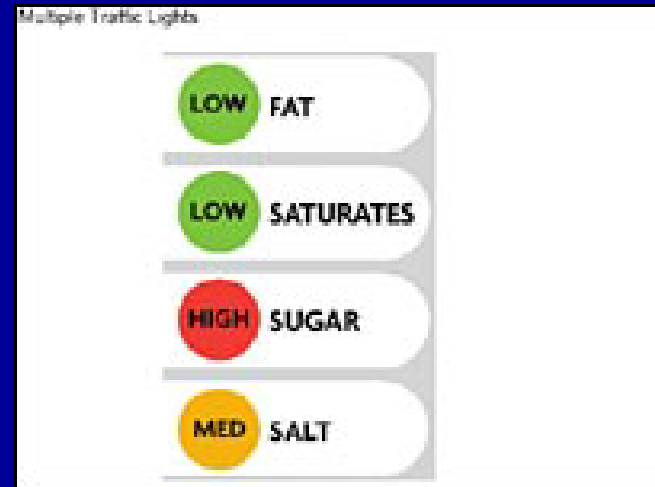 Multiple Traffic Lights
LOW FAT
LOW SATURATES
HIGH SUGAR
MED SALT